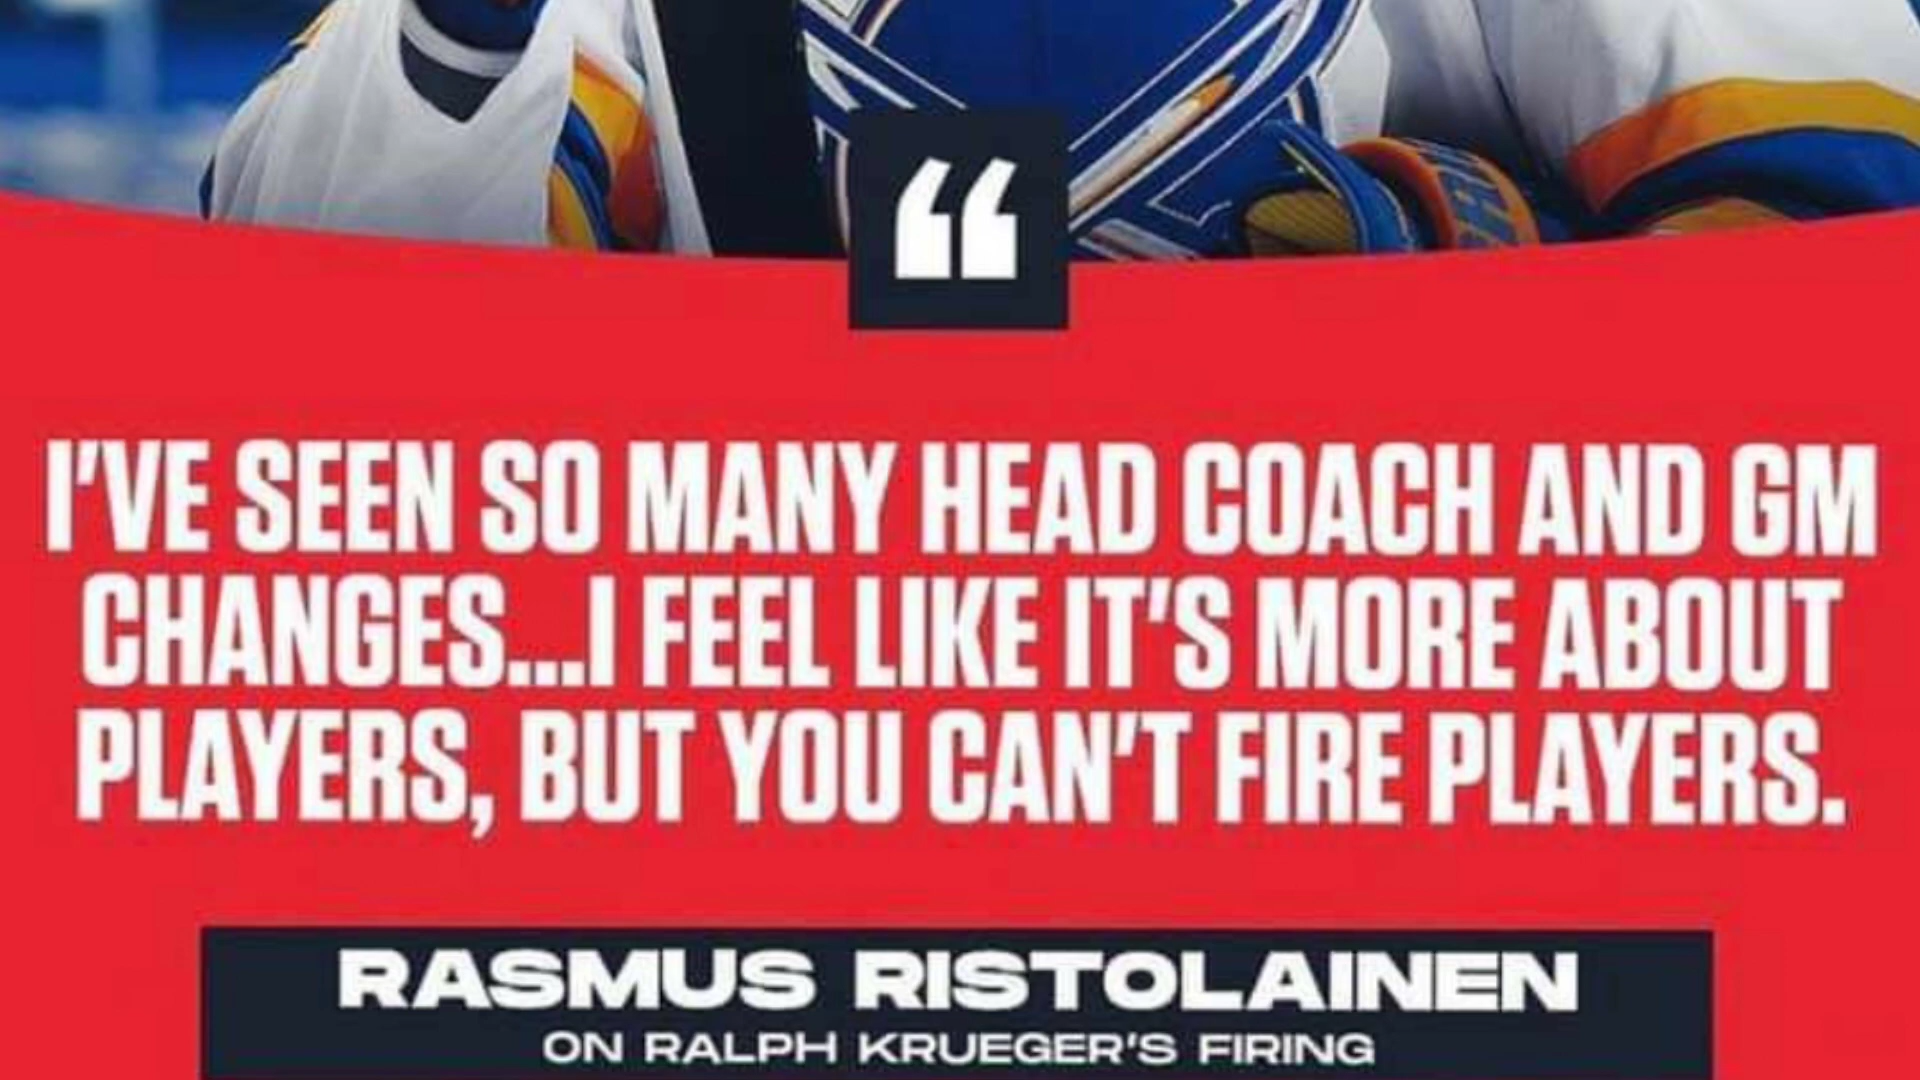 “
I'VE SEEN SO MANY HEAD COACH AND GM
CHANGES...I FEEL LIKE IT'S MORE ABOUT
PLAYERS, BUT YOU CAN'T FIRE PLAYERS.
RASMUS RISTOLAINEN
ON RALPH KRUEGER'S FIRING